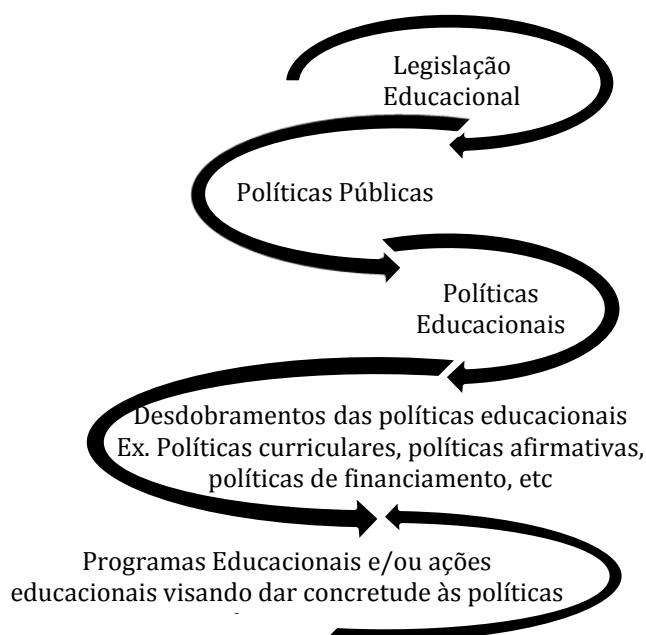 Legislação
Educacional
Políticas Públicas
Políticas
Educacionais
Desdobramentos das políticas educacionais
Ex. Políticas curriculares, políticas afirmativas,
políticas de financiamento, etc
Programas Educacionais e/ou ações
educacionais visando dar concretude às políticas